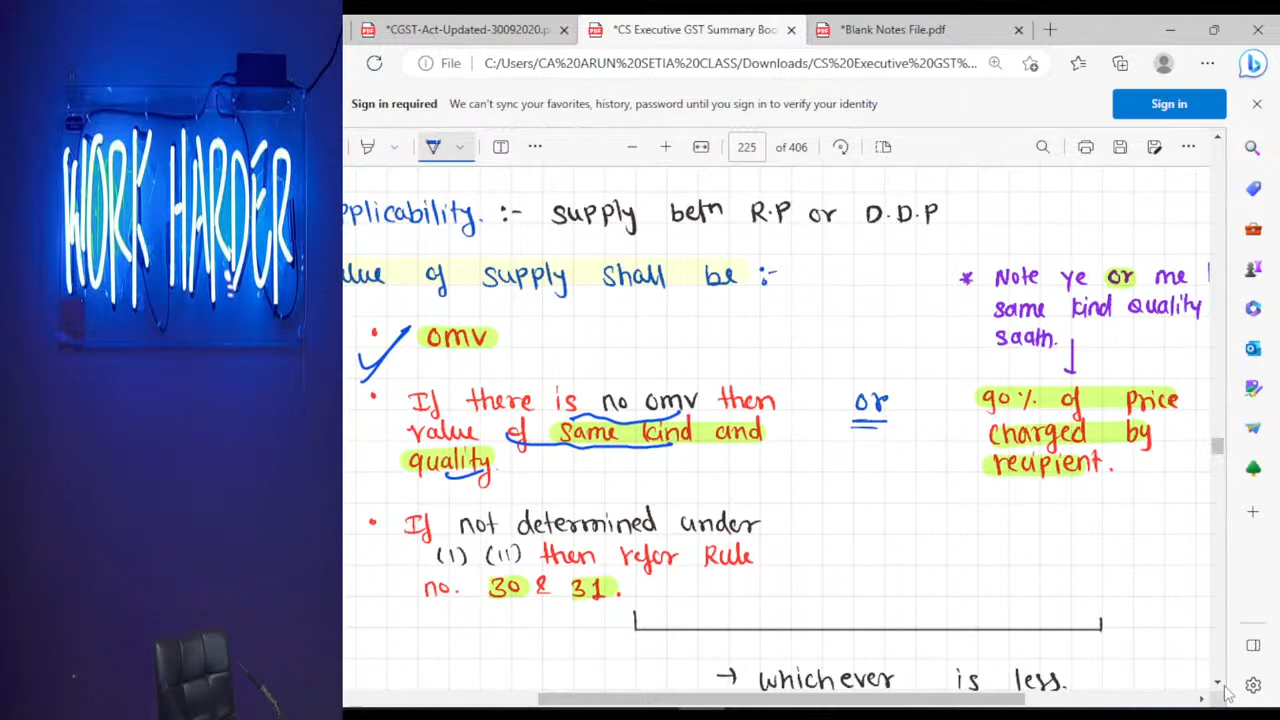 WORK HARDER
*CGST-Act-Updated-30092020.p
*CS Executive GST Summary Boo
*Blank Notes File.pdf
File
C:/Users/CA%20ARUN%20SETIA%20CLASS/Downloads/CS%20Executive%20GST%...
Sign in required
We can't sync your favorites, history, password until you sign in to verify your identity
Sign in
225 of 406
pplicability. :- supply betn R.P or D.D.P
alue of supply shall be :-
* Note ye or me
same kind quality
saath.
• omv
• If there is no omv then
value of same kind and
quality.
or
90% of price
charged by
recipient.
• If not determined under
(i) (ii) then refer Rule
no. 30 & 31.
→ whichever is less.